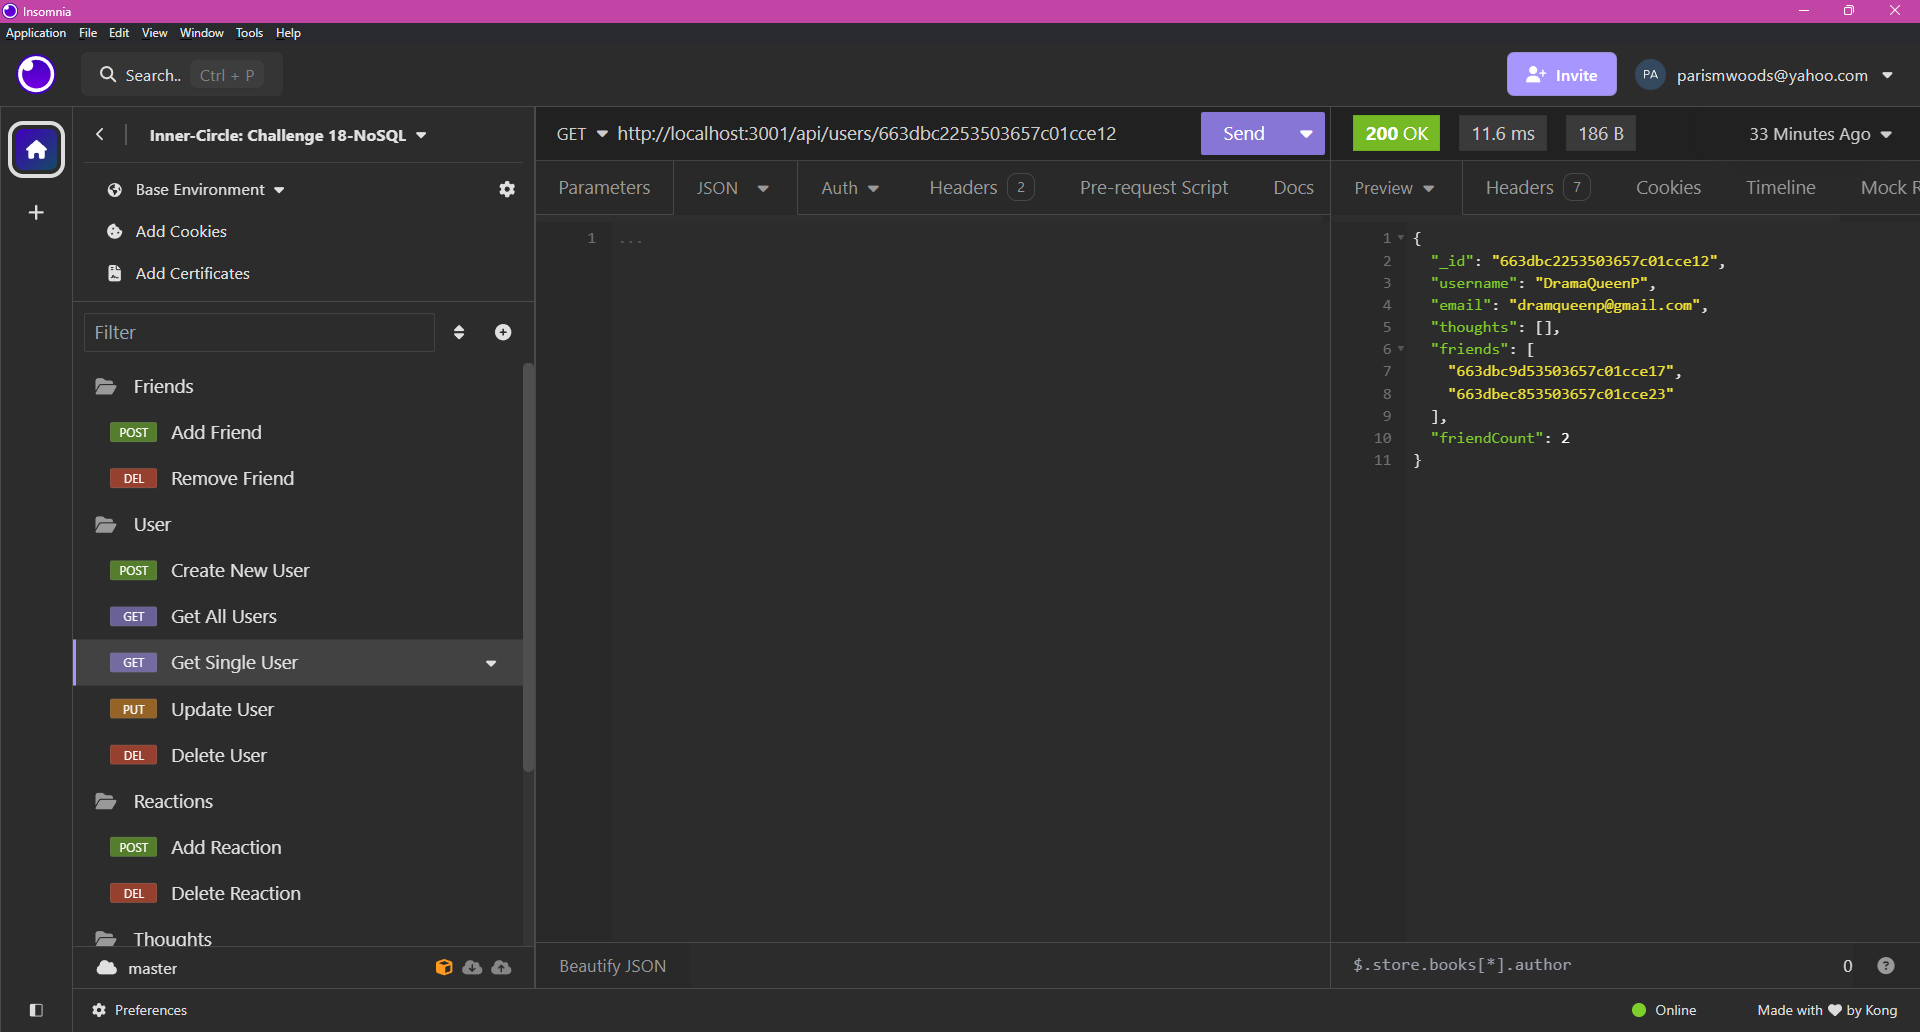 Insomnia
Application File Edit View Window Tools Help
Search.. Ctrl + P
Invite
PA parismwoods@yahoo.com
Inner-Circle: Challenge 18-NoSQL
Base Environment
Add Cookies
Add Certificates
Filter
Friends
POST Add Friend
DEL Remove Friend
User
POST Create New User
GET Get All Users
GET Get Single User
PUT Update User
DEL Delete User
Reactions
POST Add Reaction
DEL Delete Reaction
Thoughts
master
Preferences
GET http://localhost:3001/api/users/663dbc2253503657c01cce12
Send
Parameters JSON Auth Headers 2 Pre-request Script Docs
1 ...
Beautify JSON
200 OK 11.6 ms 186 B 33 Minutes Ago
Preview Headers 7 Cookies Timeline Mock R
1 {
2 "_id": "663dbc2253503657c01cce12",
3 "username": "DramaQueenP",
4 "email": "dramqueenp@gmail.com",
5 "thoughts": [],
6 "friends": [
7 "663dbc9d53503657c01cce17",
8 "663dbec853503657c01cce23"
9 ],
10 "friendCount": 2
11 }
$.store.books[*].author 0 ?
Online Made with ♥ by Kong